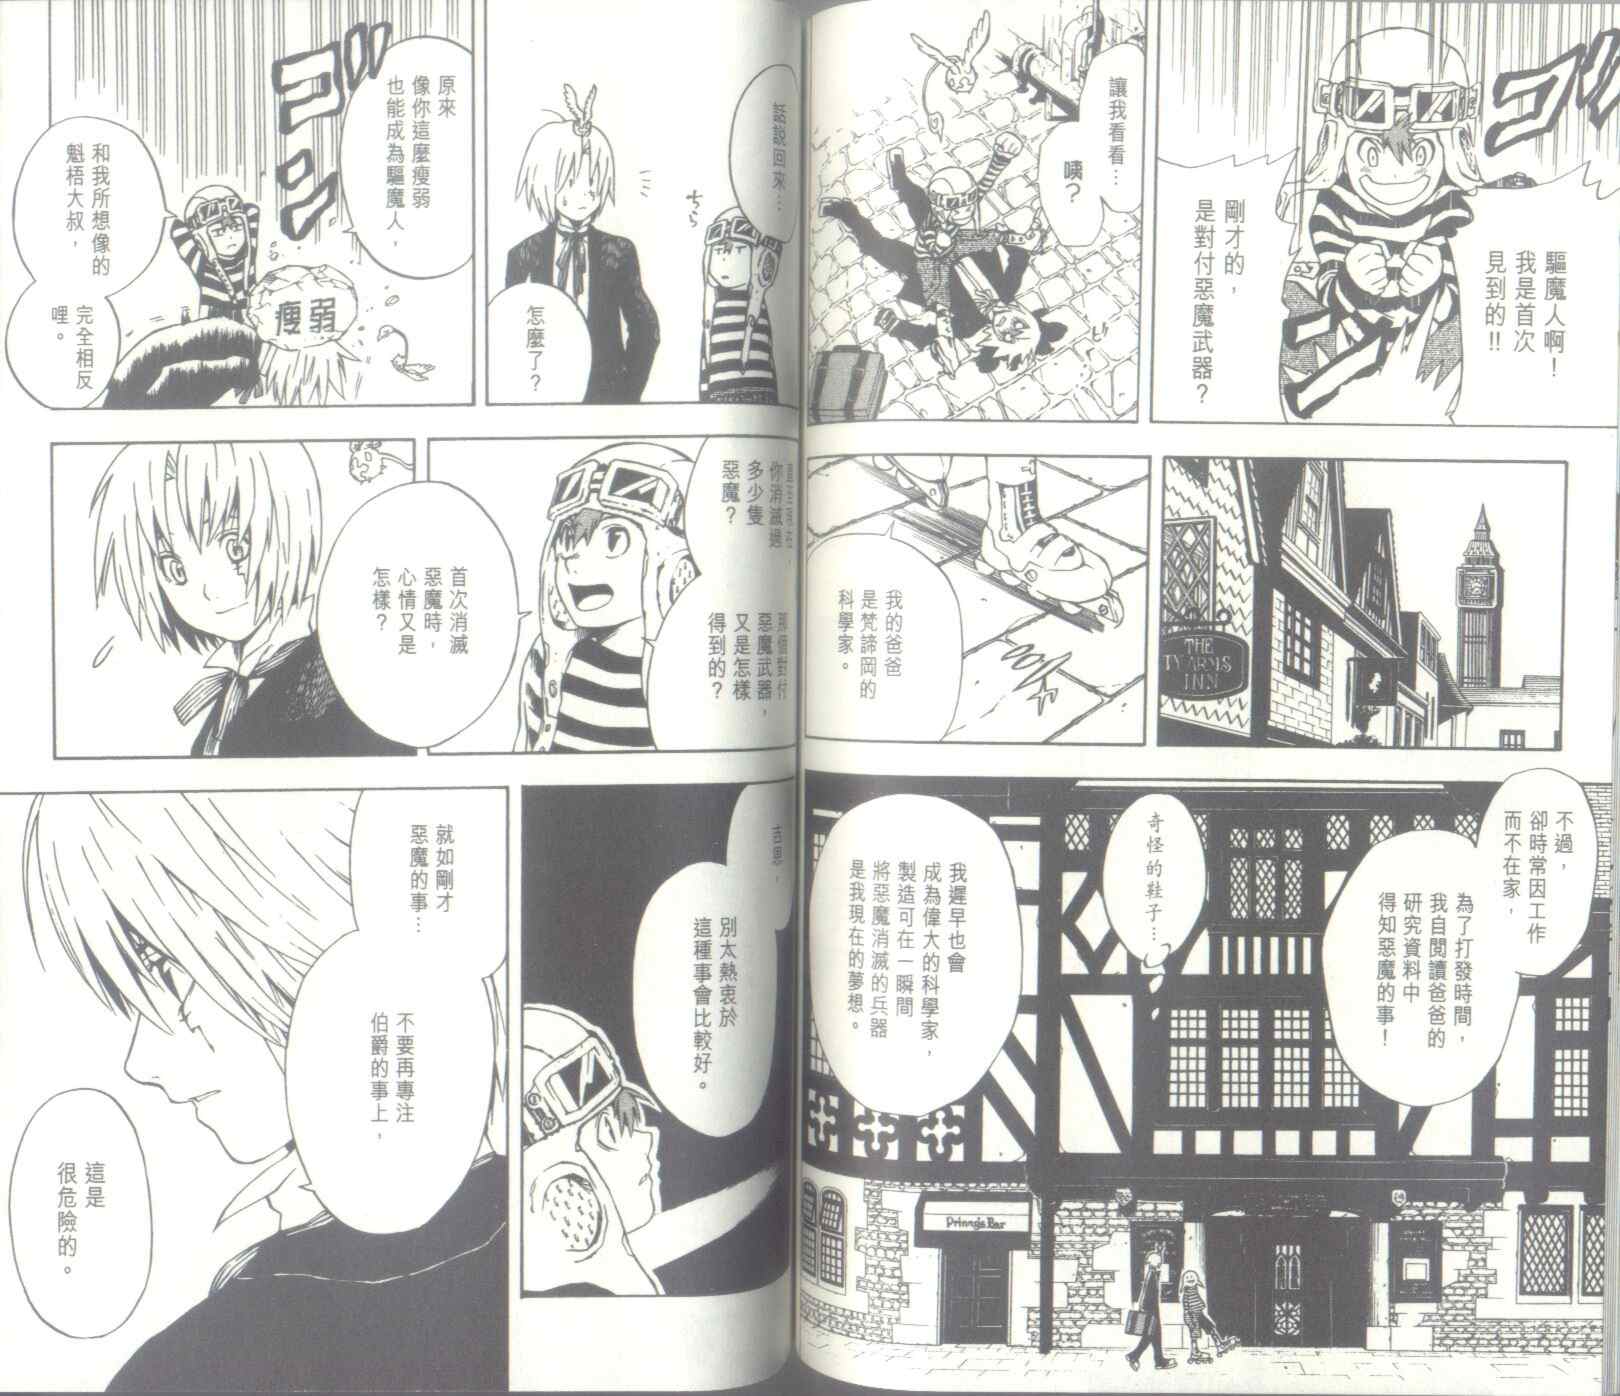 驅魔人啊！
我是首次
見到的!!
剛才的，
是對付惡魔武器？
讓我看看…
咦？
THE
INN
我的爸爸
是梵諦岡的
科學家。
不過，
卻時常因工作
而不在家，
為了打發時間，
我自閱讀爸爸的
研究資料中
得知惡魔的事！
奇怪的鞋子…
我遲早也會
成為偉大的科學家，
製造可在一瞬間
將惡魔消滅的兵器
是我現在的夢想。
Prinny's Bar
話說回來…
ちら
怎麼了？
ゴゴン
原來
像你這麼瘦弱
也能成為驅魔人，
瘦弱
和我所想像的
魁梧大叔，
完全相反
哩。
你消滅過
多少隻
惡魔？
那個對付
惡魔武器，
又是怎樣
得到的？
首次消滅
惡魔時，
心情又是
怎樣？
吉思，
別太熱衷於
這種事會比較好。
就如剛才
惡魔的事…
不要再專注
伯爵的事上，
這是
很危險的。